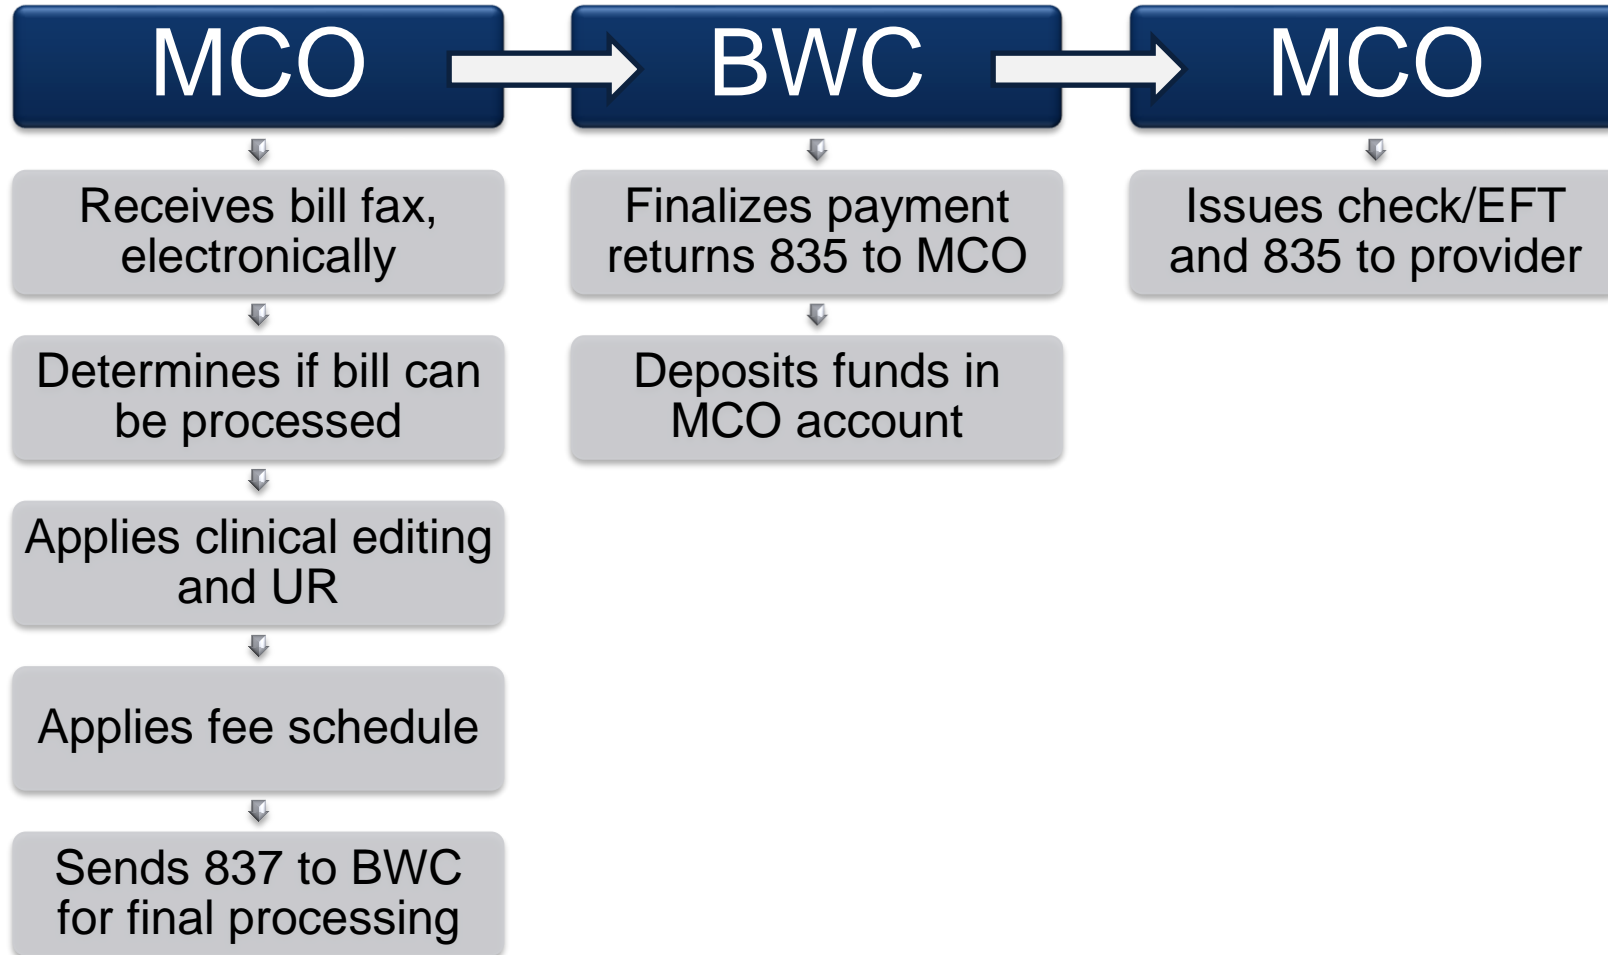 MCO
Receives bill fax,
electronically
Determines if bill can
be processed
Applies clinical editing
and UR
Applies fee schedule
Sends 837 to BWC
for final processing
BWC
Finalizes payment
returns 835 to MCO
Deposits funds in
MCO account
MCO
Issues check/EFT
and 835 to provider